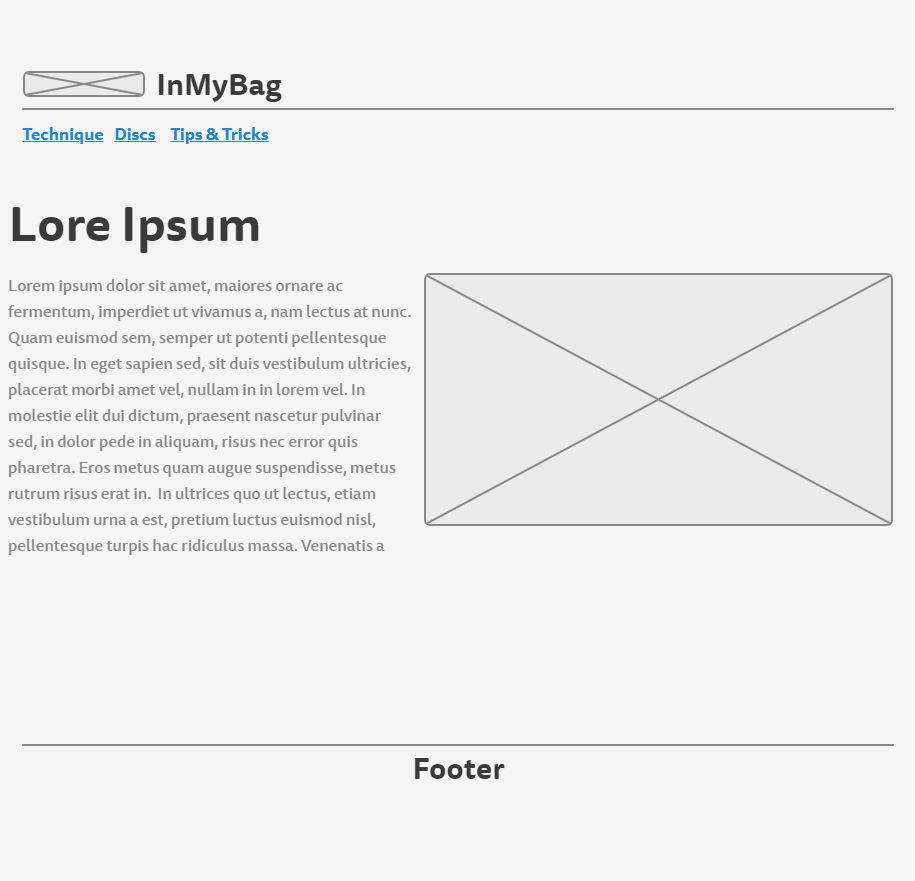 InMyBag
Technique Discs Tips & Tricks
Lore Ipsum
Lorem ipsum dolor sit amet, maiores ornare ac
fermentum, imperdiet ut vivamus a, nam lectus at nunc.
Quam euismod sem, semper ut potenti pellentesque
quisque. In eget sapien sed, sit duis vestibulum ultricies,
placerat morbi amet vel, nullam in in lorem vel. In
molestie elit dui dictum, praesent nascetur pulvinar
sed, in dolor pede in aliquam, risus nec error quis
pharetra. Eros metus quam augue suspendisse, metus
rutrum risus erat in.  In ultrices quo ut lectus, etiam
vestibulum urna a est, pretium luctus euismod nisl,
pellentesque turpis hac ridiculus massa. Venenatis a
Footer